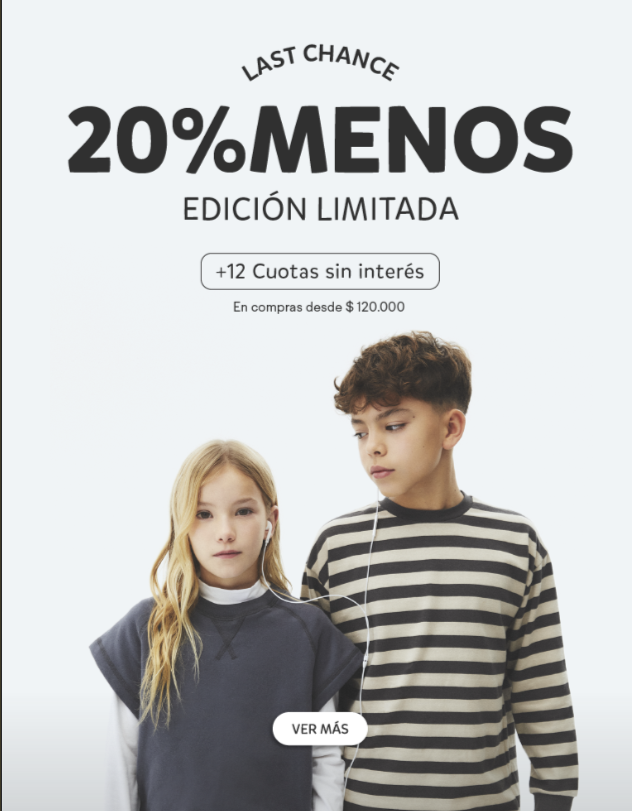 LAST CHANCE
20%MENOS
EDICIÓN LIMITADA
+12 Cuotas sin interés
En compras desde $ 120.000
VER MÁS